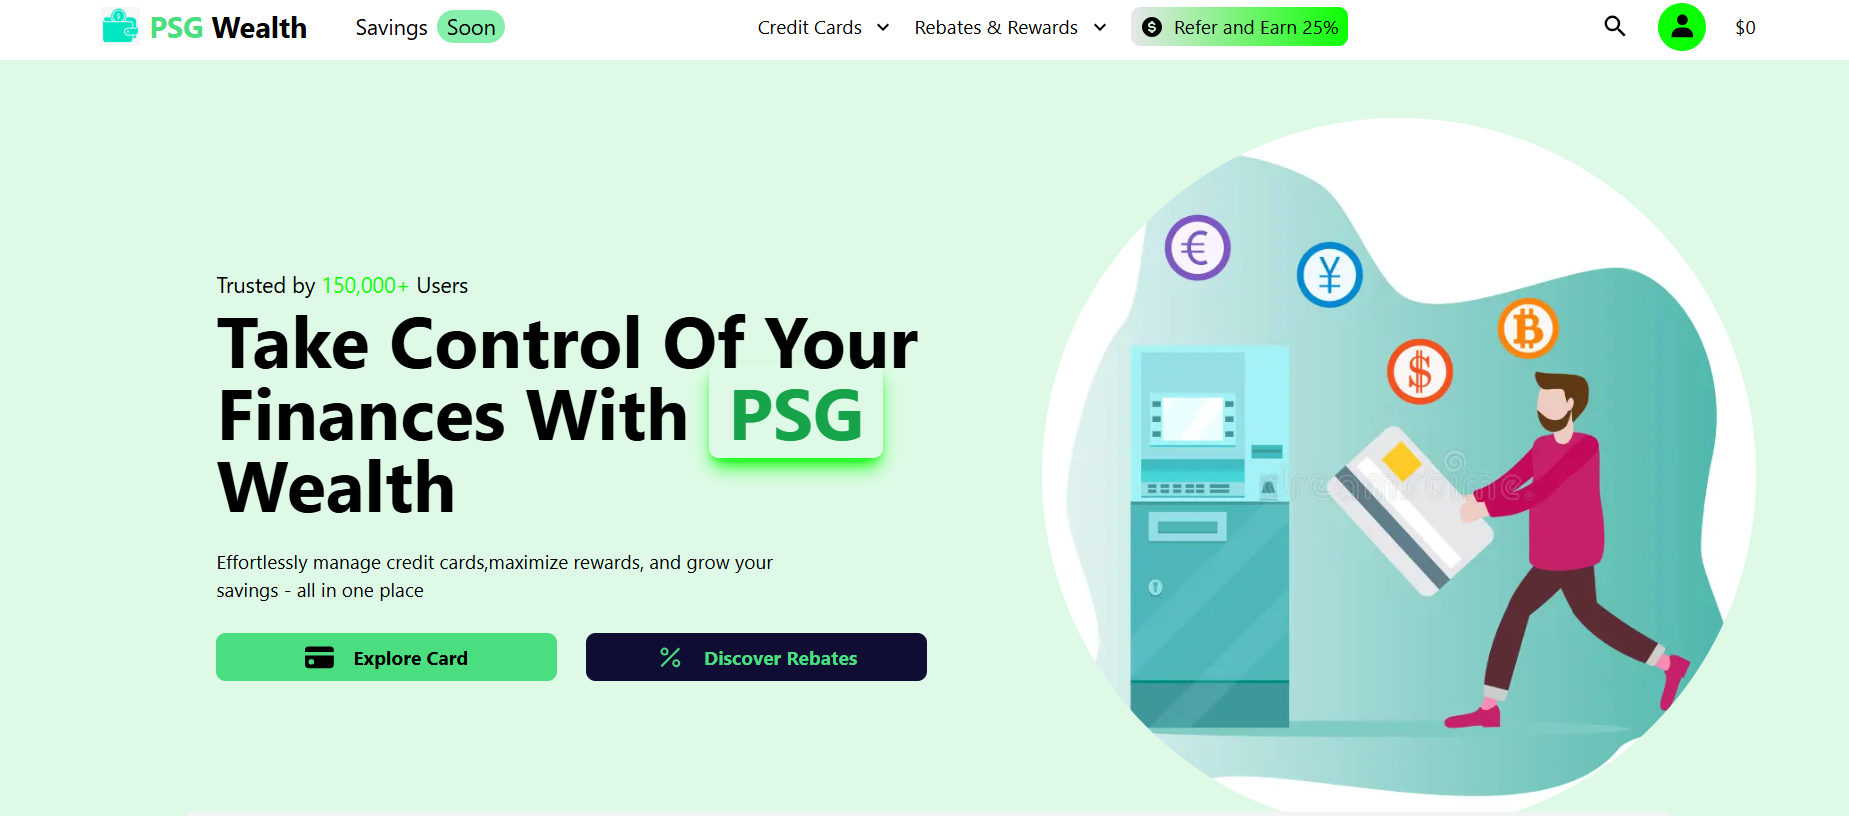 PSG Wealth
Savings Soon
Credit Cards
Rebates & Rewards
Refer and Earn 25%
$0
Trusted by 150,000+ Users
Take Control Of Your
Finances With PSG
Wealth
Effortlessly manage credit cards,maximize rewards, and grow your
savings - all in one place
Explore Card
Discover Rebates
dreamstime.